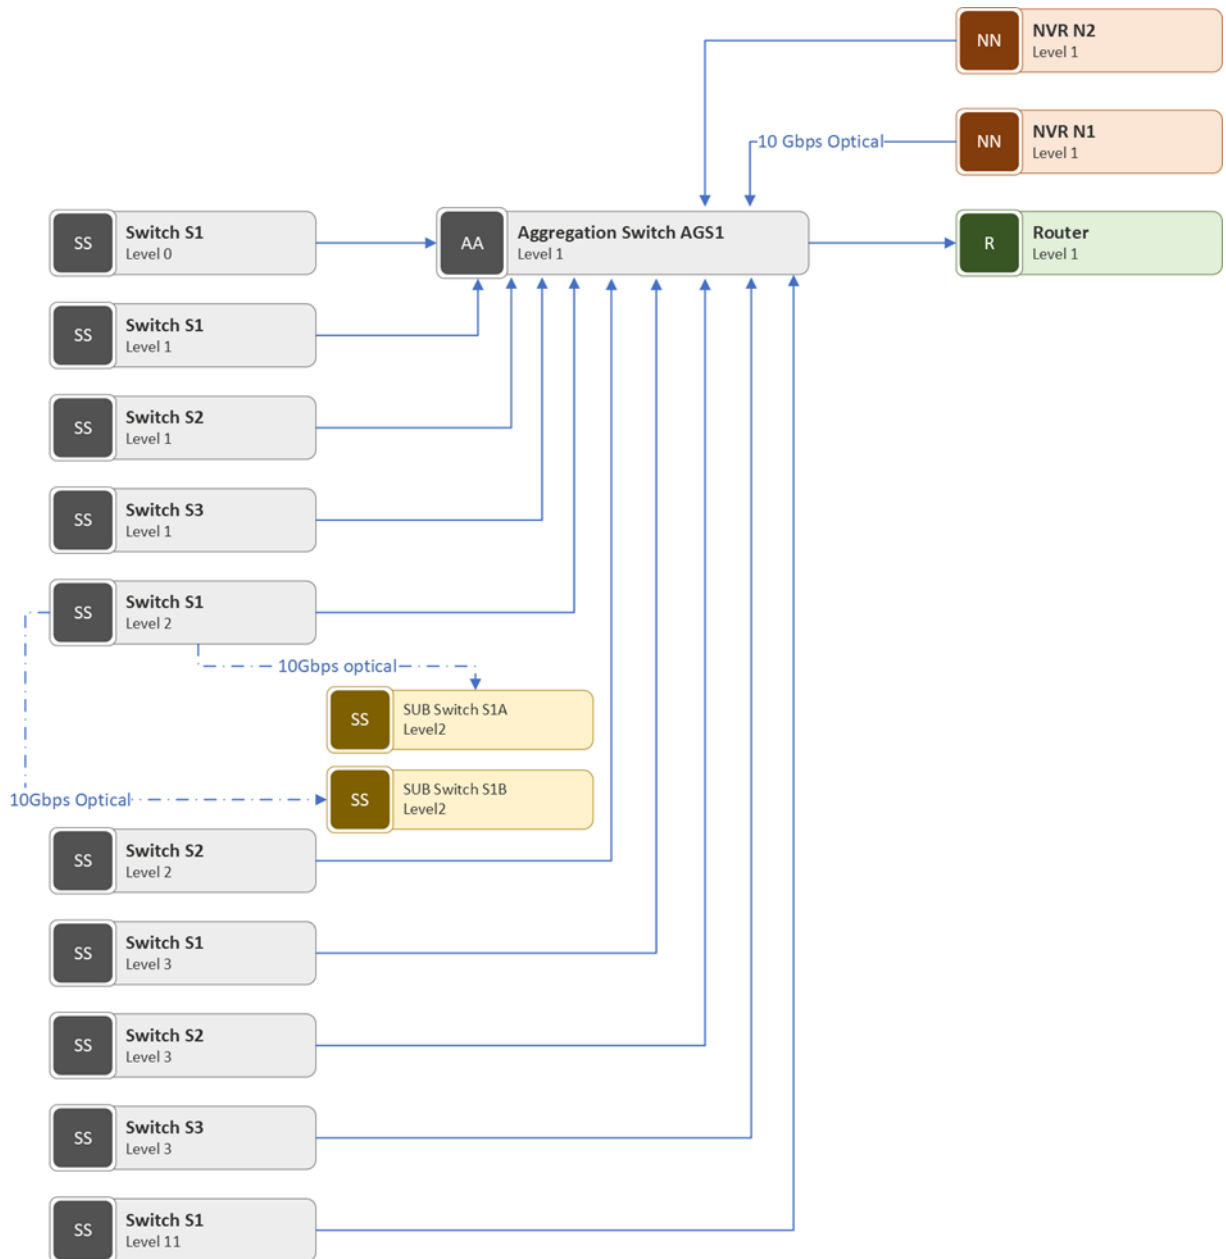 NN
NVR N2
Level 1
NN
NVR N1
Level 1
10 Gbps Optical
SS
Switch S1
Level 0
AA
Aggregation Switch AGS1
Level 1
R
Router
Level 1
SS
Switch S1
Level 1
SS
Switch S2
Level 1
SS
Switch S3
Level 1
SS
Switch S1
Level 2
10Gbps optical
SS
SUB Switch S1A
Level2
10Gbps Optical
SS
SUB Switch S1B
Level2
SS
Switch S2
Level 2
SS
Switch S1
Level 3
SS
Switch S2
Level 3
SS
Switch S3
Level 3
SS
Switch S1
Level 11